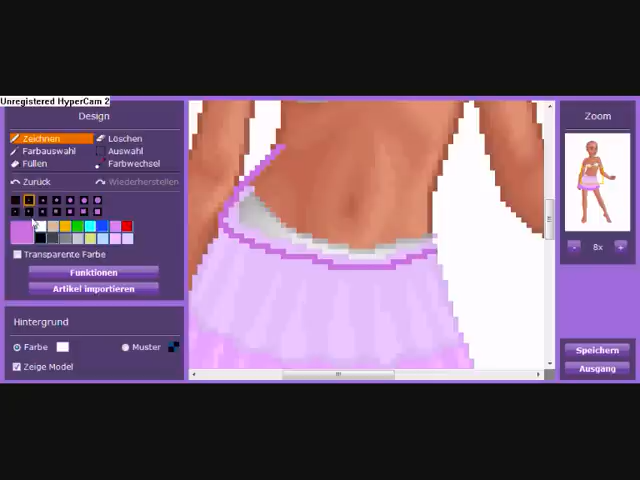 Unregistered HyperCam 2
Design
Zeichnen
Löschen
Farbauswahl
Auswahl
Füllen
Farbwechsel
Zurück
Wiederherstellen
Transparente Farbe
Funktionen
Artikel importieren
Hintergrund
Farbe
Muster
Zeige Model
Zoom
- 8x +
Speichern
Ausgang